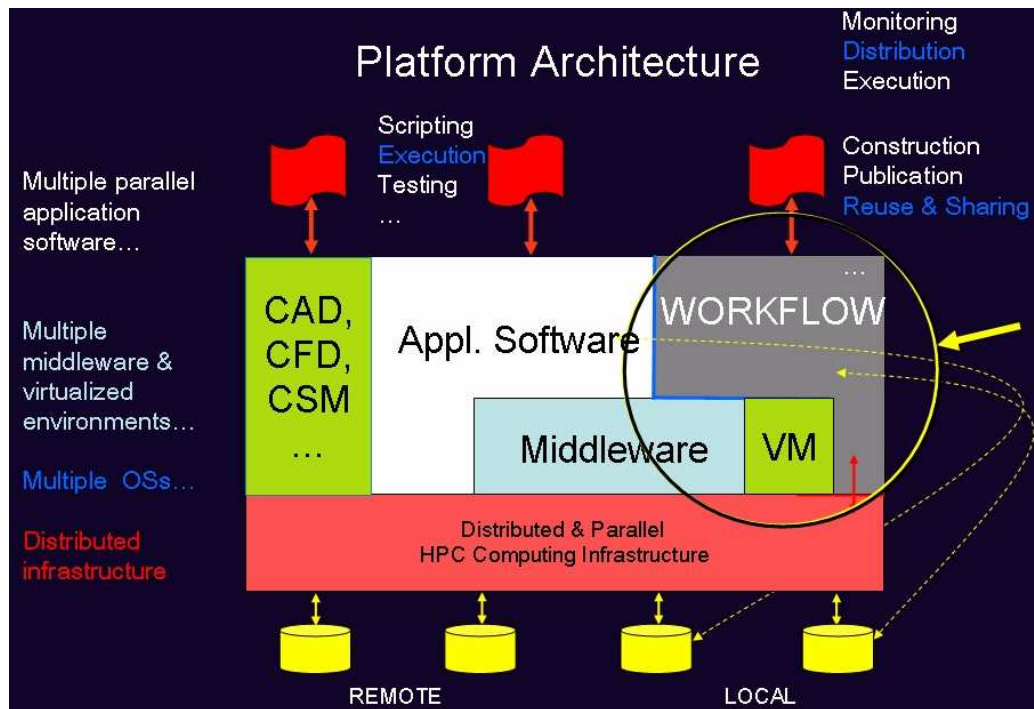 Platform Architecture
Monitoring
Distribution
Execution
Scripting
Execution
Testing
…
Construction
Publication
Reuse & Sharing
…
Multiple parallel
application
software…
CAD,
CFD,
CSM
…
Appl. Software
WORKFLOW
Multiple
middleware &
virtualized
environments…
Middleware
VM
Multiple OSs…
Distributed
infrastructure
Distributed & Parallel
HPC Computing Infrastructure
REMOTE
LOCAL